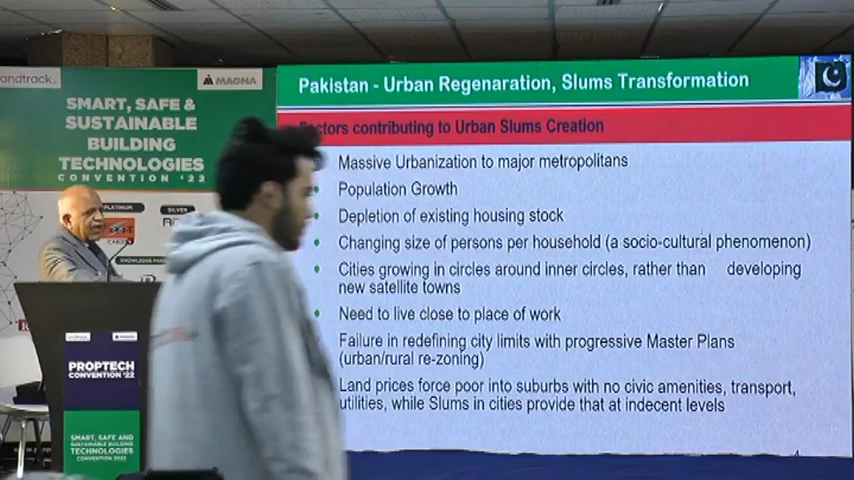 MAGNA
SMART, SAFE &
SUSTAINABLE
BUILDING
TECHNOLOGIES
CONVENTION '22
PLATINUM
SILVER
CABLES
PROPTECH
CONVENTION '22
SMART, SAFE AND
SUSTAINABLE BUILDING
TECHNOLOGIES
CONVENTION 2022
Pakistan - Urban Regenaration, Slums Transformation
contributing to Urban Slums Creation
Massive Urbanization to major metropolitans
Population Growth
Depletion of existing housing stock
Changing size of persons per household (a socio-cultural phenomenon)
Cities growing in circles around inner circles, rather than developing
new satellite towns
Need to live close to place of work
Failure in redefining city limits with progressive Master Plans
(urban/rural re-zoning)
Land prices force poor into suburbs with no civic amenities, transport,
utilities, while Slums in cities provide that at indecent levels